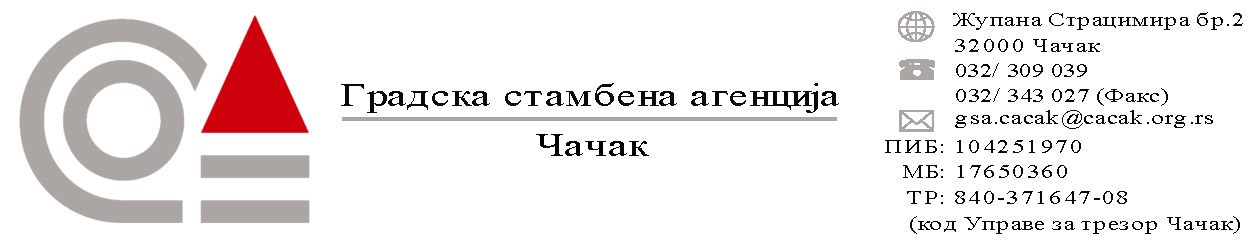 Градска стамбена агенција
Чачак
Жупана Страцимира бр.2
32000 Чачак
032/ 309 039
032/ 343 027 (Факс)
gsa.cacak@cacak.org.rs
ПИБ: 104251970
МБ: 17650360
ТР: 840-371647-08
(код Управе за трезор Чачак)